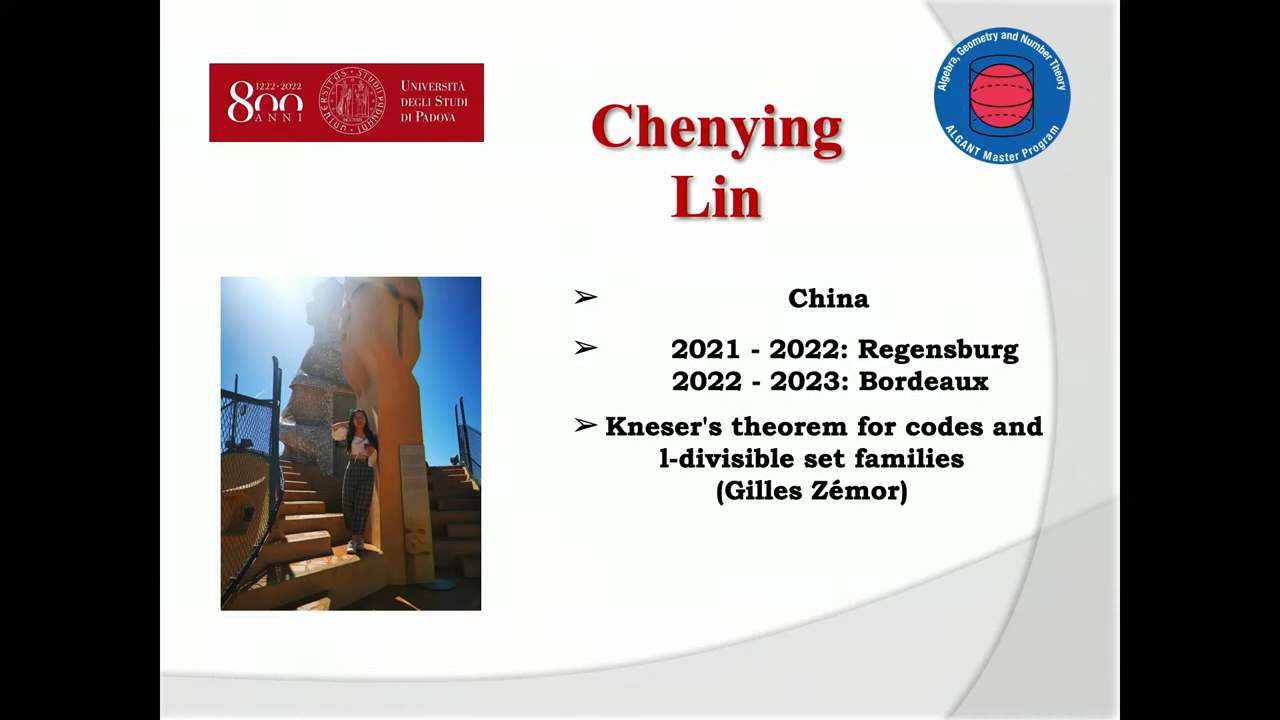 1222·2022
800
ANNI
UNIVERSITÀ
DEGLI STUDI
DI PADOVA
Algebra, Geometry and Number Theory
ALGANT Master Program
Chenying
Lin
➢ China
➢ 2021 - 2022: Regensburg
2022 - 2023: Bordeaux
➢ Kneser's theorem for codes and
l-divisible set families
(Gilles Zémor)